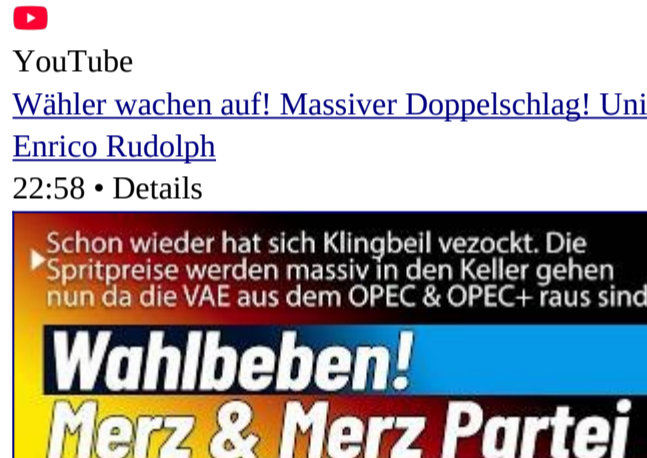 YouTube
Wähler wachen auf! Massiver Doppelschlag! Uni
Enrico Rudolph
22:58 • Details
Schon wieder hat sich Klingbeil vezockt. Die
Spritpreise werden massiv in den Keller gehen
nun da die VAE aus dem OPEC & OPEC+ raus sind
Wahlbeben!
Merz & Merz Partei